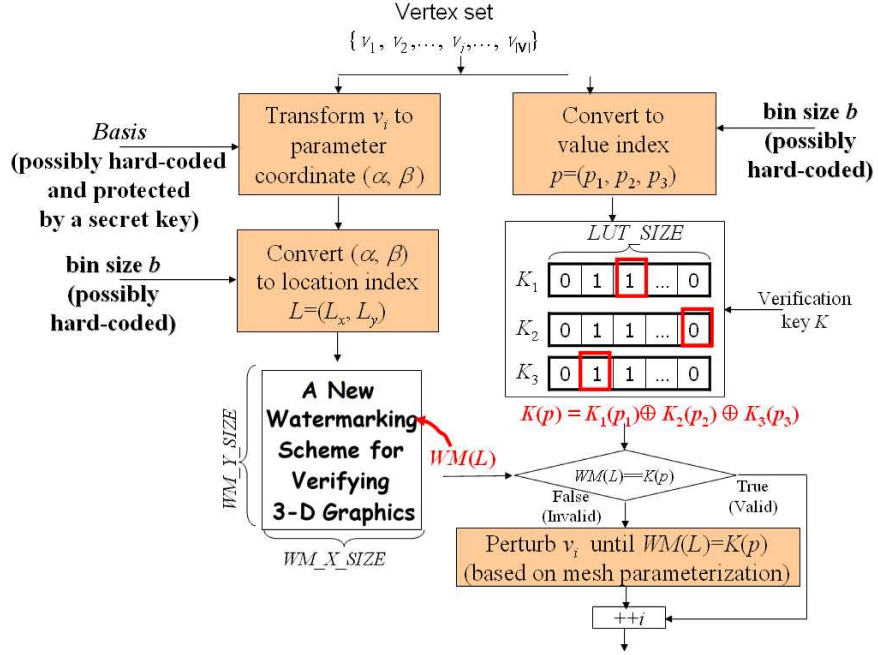 Vertex set
{ v1 , v2 ,..., vj ,..., v|V|}
Transform vi to
parameter
coordinate (α, β)
Basis
(possibly hard-coded
and protected
by a secret key)
Convert to
value index
p=(p1, p2, p3)
bin size b
(possibly
hard-coded)
Convert (α, β)
to location index
L=(Lx, Ly)
bin size b
(possibly
hard-coded)
LUT_SIZE
K1 0 1 1 ... 0
K2 0 1 1 ... 0
K3 0 1 1 ... 0
Verification
key K
K(p) = K1(p1)⊕ K2(p2) ⊕ K3(p3)
A New
Watermarking
Scheme for
Verifying
3-D Graphics
WM_Y_SIZE
WM_X_SIZE
WM(L)
WM(L)==K(p)
False
(Invalid)
True
(Valid)
Perturb vi until WM(L)=K(p)
(based on mesh parameterization)
++i